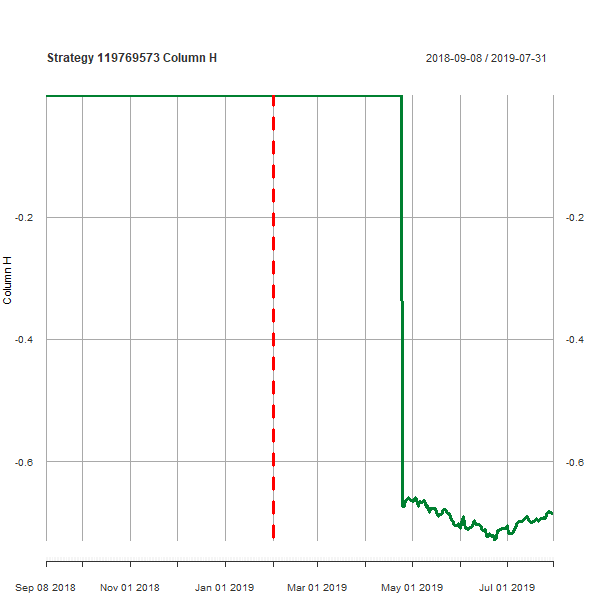 Strategy 119769573 Column H 2018-09-08 / 2019-07-31
-0.2 -0.2
Column H
-0.4 -0.4
-0.6 -0.6
Sep 08 2018 Nov 01 2018 Jan 01 2019 Mar 01 2019 May 01 2019 Jul 01 2019